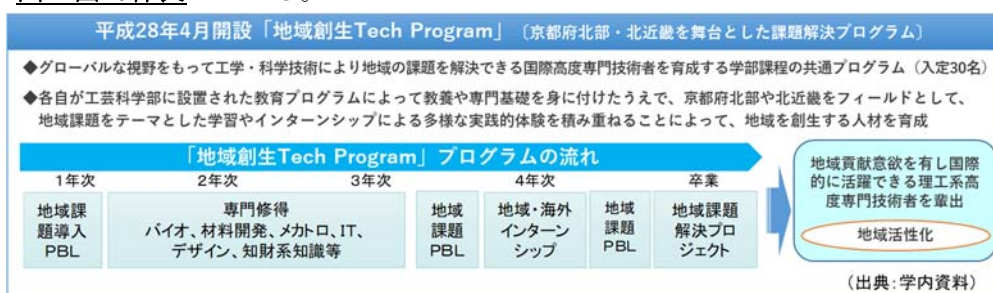 平成28年4月開設「地域創生Tech Program」〔京都府北部・北近畿を舞台とした課題解決プログラム〕
◆グローバルな視野をもって工学・科学技術により地域の課題を解決できる国際高度専門技術者を育成する学部課程の共通プログラム（入定30名）
◆各自が工芸科学部に設置された教育プログラムによって教養や専門基礎を身に付けたうえで、京都府北部や北近畿をフィールドとして、
地域課題をテーマとした学習やインターンシップによる多様な実践的体験を積み重ねることによって、地域を創生する人材を育成
「地域創生Tech Program」プログラムの流れ
1年次 2年次 3年次 4年次 卒業
地域課
題導入
PBL
専門修得
バイオ、材料開発、メカトロ、IT、
デザイン、知財系知識等
地域
課題
PBL
地域・海外
インターン
シップ
地域
課題
PBL
地域課題
解決プロ
ジェクト
地域貢献意欲を有し国際
的に活躍できる理工系高
度専門技術者を輩出
地域活性化
（出典：学内資料）